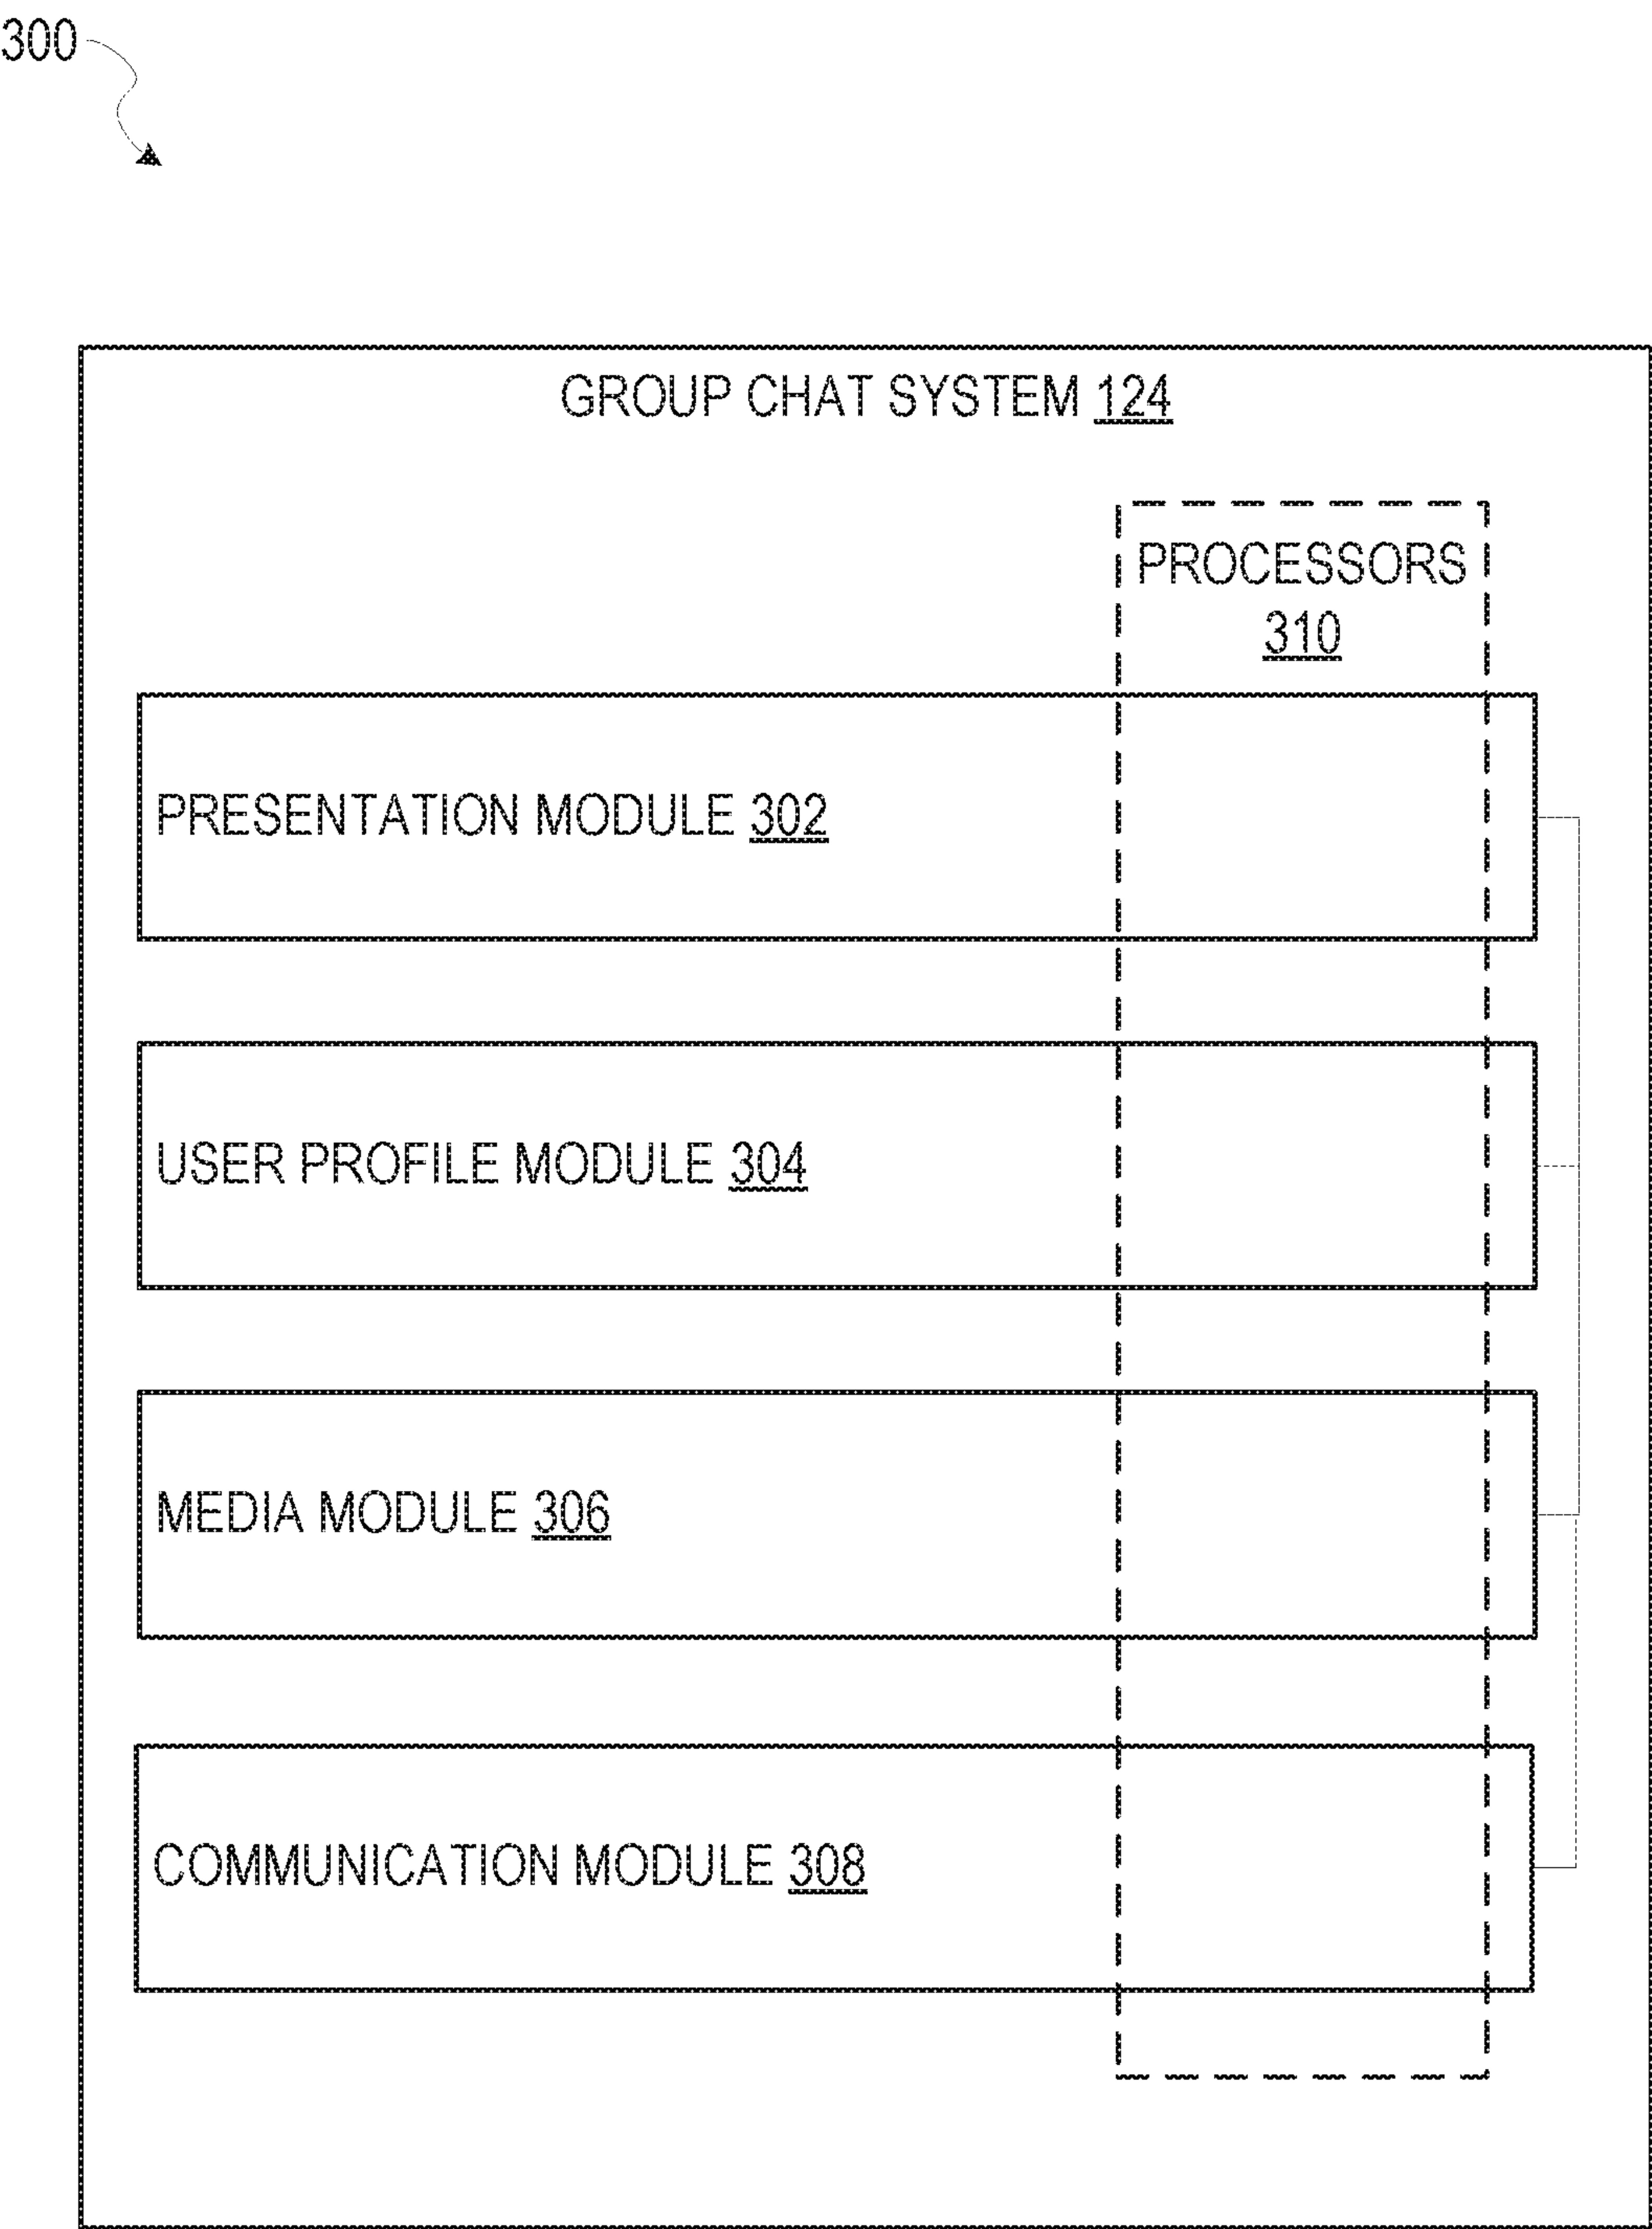 300
GROUP CHAT SYSTEM 124
PROCESSORS
310
PRESENTATION MODULE 302
USER PROFILE MODULE 304
MEDIA MODULE 306
COMMUNICATION MODULE 308